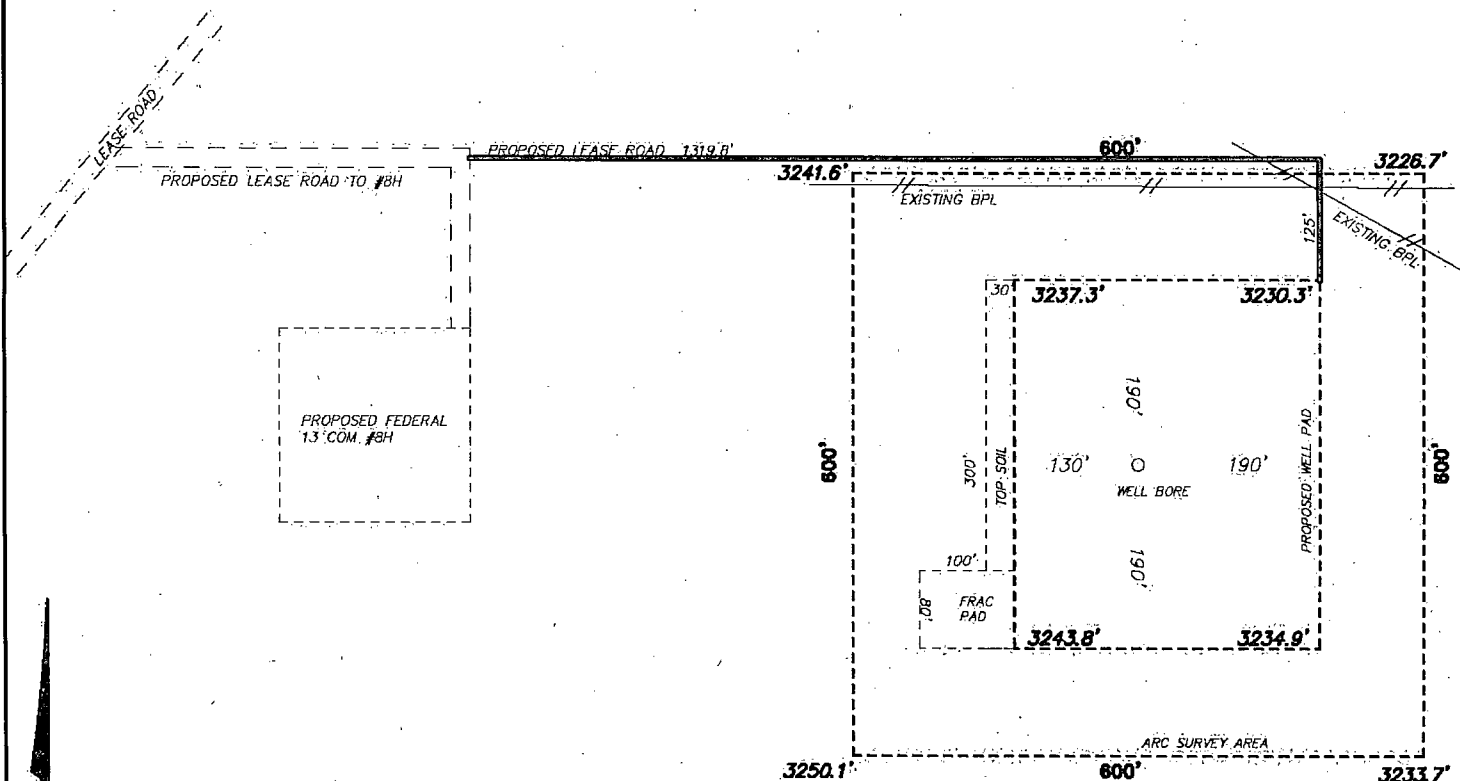 LEASE ROAD
PROPOSED LEASE ROAD 1319.8'
600'
3241.6'
3226.7'
PROPOSED LEASE ROAD TO #8H
EXISTING BPL
EXISTING BPL
125'
30'
3237.3'
3230.3'
190'
PROPOSED FEDERAL
13 COM. #8H
600'
300'
TOP SOIL
130'
190'
WELL BORE
PROPOSED WELL PAD
600'
190'
100'
80'
FRAC
PAD
3243.8'
3234.9'
ARC SURVEY AREA
3250.1'
600'
3233.7'